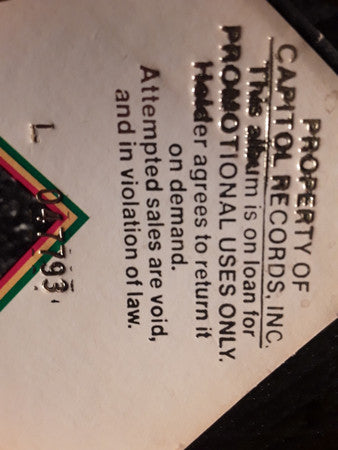 PROPERTY OF
CAPITOL RECORDS, INC.
This album is on loan for
PROMOTIONAL USES ONLY.
Holder agrees to return it
on demand.
Attempted sales are void,
and in violation of law.
L 047793